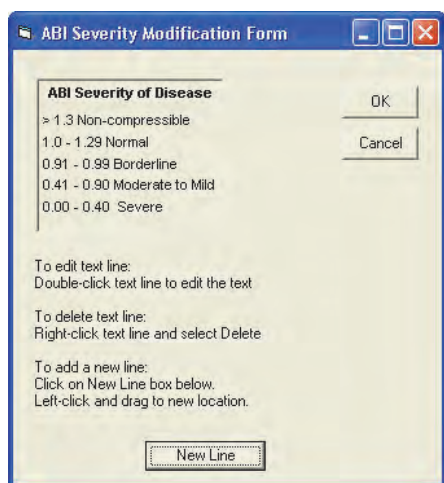 ABI Severity Modification Form
ABI Severity of Disease
> 1.3 Non-compressible
1.0 - 1.29 Normal
0.91 - 0.99 Borderline
0.41 - 0.90 Moderate to Mild
0.00 - 0.40 Severe
OK
Cancel
To edit text line:
Double-click text line to edit the text
To delete text line:
Right-click text line and select Delete
To add a new line:
Click on New Line box below.
Left-click and drag to new location.
New Line